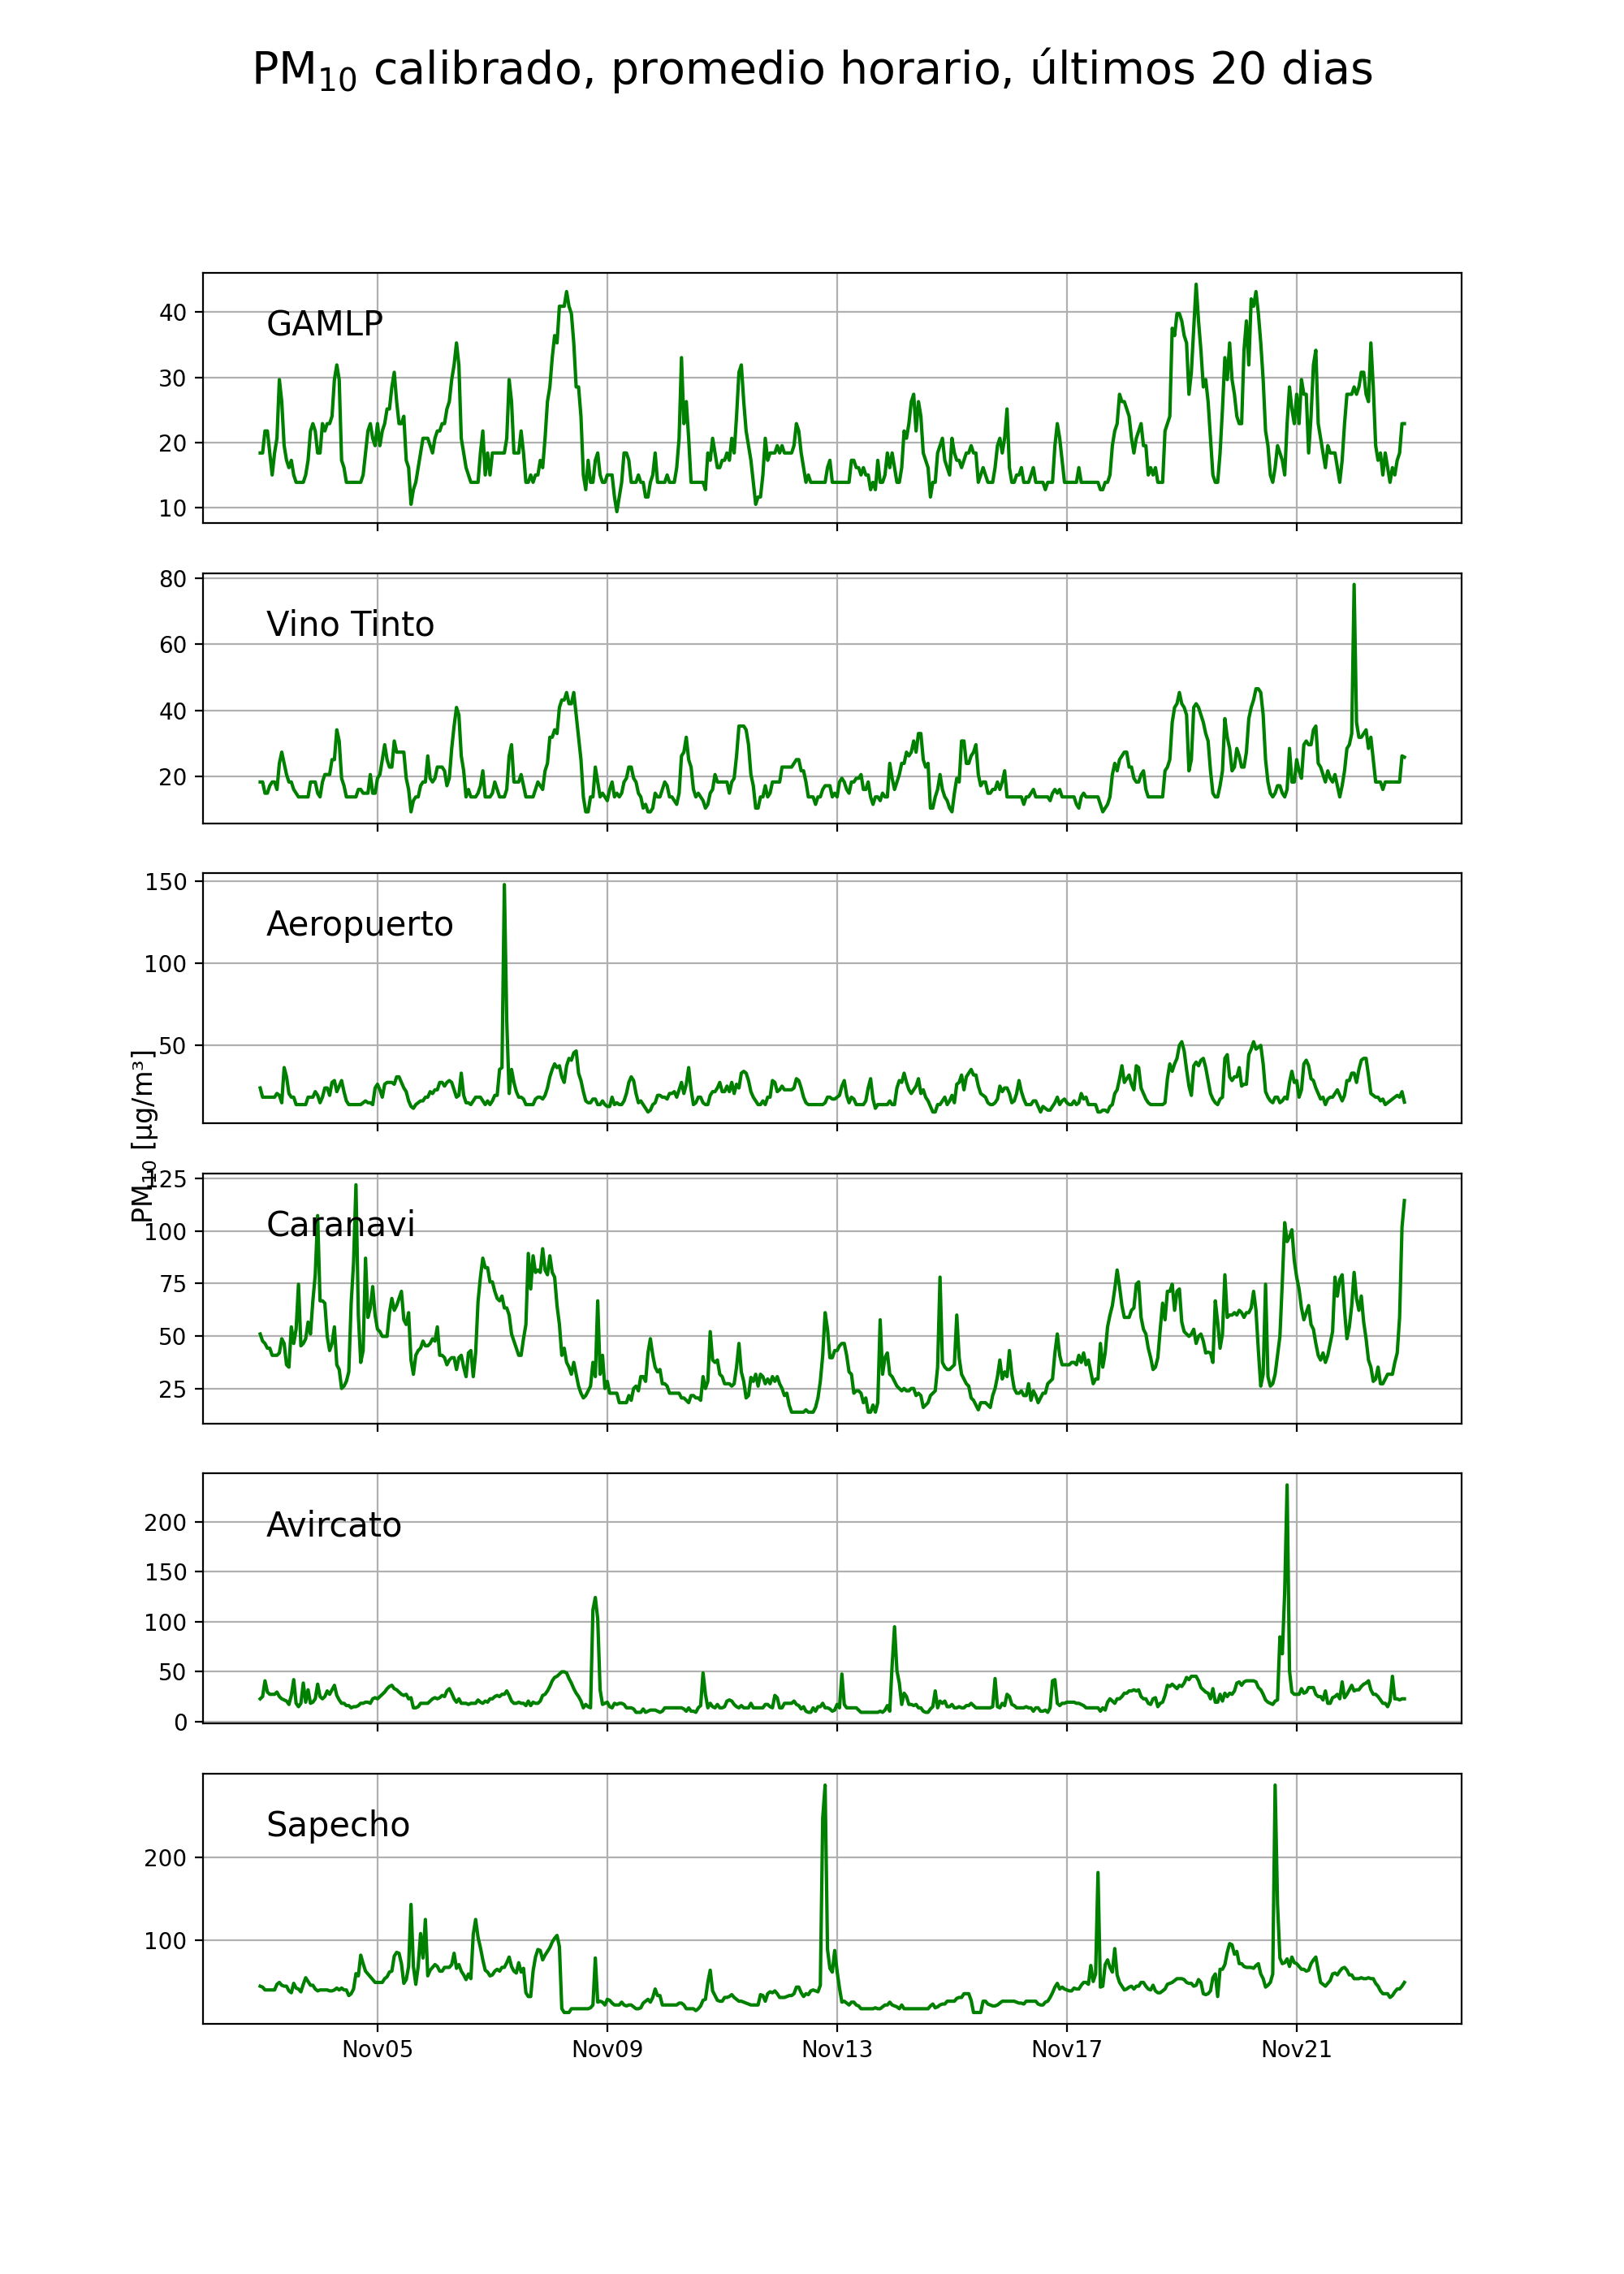 PM₁₀ calibrado, promedio horario, últimos 20 dias
GAMLP
40
30
20
10
Vino Tinto
80
60
40
20
Aeropuerto
150
100
50
PM₁₀ [µg/m³]
Caranavi
125
100
75
50
25
Avircato
200
150
100
50
0
Sapecho
200
100
Nov05 Nov09 Nov13 Nov17 Nov21